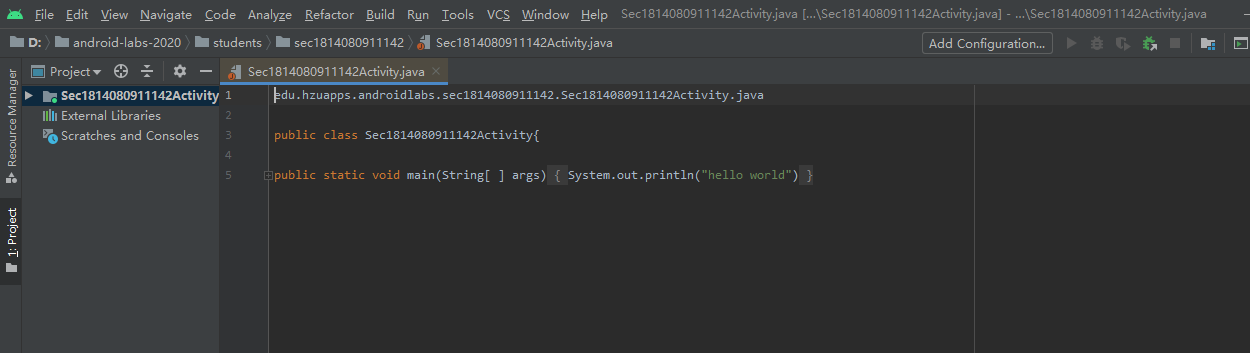 File Edit View Navigate Code Analyze Refactor Build Run Tools VCS Window Help Sec1814080911142Activity.java [...\Sec1814080911142Activity.java] - ...\Sec1814080911142Activity.java
D: android-labs-2020 students sec1814080911142 Sec1814080911142Activity.java Add Configuration...
Resource Manager
1: Project
Project
Sec1814080911142Activity
External Libraries
Scratches and Consoles
Sec1814080911142Activity.java
1 edu.hzuapps.androidlabs.sec1814080911142.Sec1814080911142Activity.java
2
3 public class Sec1814080911142Activity{
4
5 public static void main(String[ ] args) { System.out.println("hello world") }